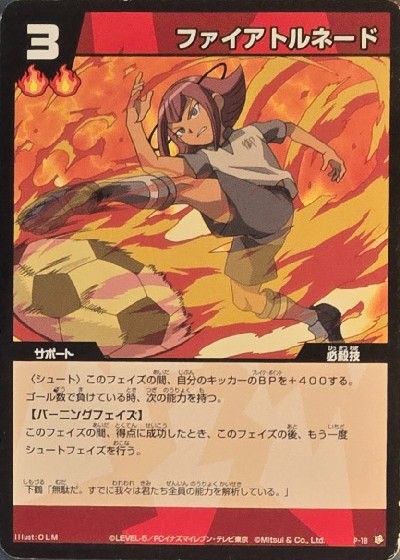 3
ファイアトルネード
サポート
必殺技
〈シュート〉このフェイズの間、自分のキッカーのBPを+400する。
ゴール数で負けている時、次の能力を持つ。
【バーニングフェイズ】
このフェイズの間、得点に成功したとき、このフェイズの後、もう一度
シュートフェイズを行う。
下鶴「無駄だ。すでに我々は君たち全員の能力を解析している。」
Illust:OLM
©LEVEL-5/FCイナズマイレブン・テレビ東京 ©Mitsui & Co., Ltd.
P-18